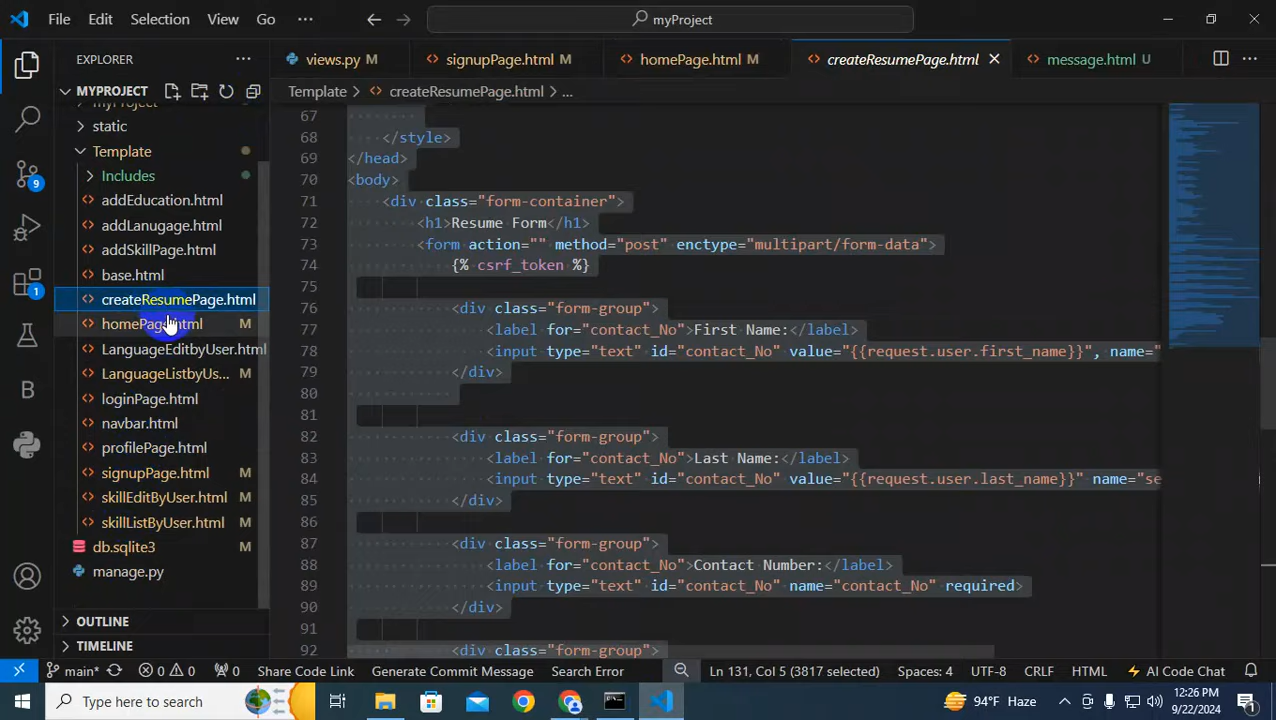 File Edit Selection View Go ··· myProject
EXPLORER
views.py M signupPage.html M homePage.html M createResumePage.html message.html U
MYPROJECT
Template > createResumePage.html > ...
myProject
static
Template
Includes
addEducation.html
addLanugage.html
addSkillPage.html
base.html
createResumePage.html
homePage.html M
LanguageEditbyUser.html
LanguageListbyUs... M
loginPage.html
navbar.html
profilePage.html
signupPage.html M
skillEditByUser.html M
skillListByUser.html M
db.sqlite3 M
manage.py
OUTLINE
TIMELINE
67
68 </style>
69 </head>
70 <body>
71 <div class="form-container">
72 <h1>Resume Form</h1>
73 <form action="" method="post" enctype="multipart/form-data">
74 {% csrf_token %}
75
76 <div class="form-group">
77 <label for="contact_No">First Name:</label>
78 <input type="text" id="contact_No" value="{{request.user.first_name}}", name="
79 </div>
80
81
82 <div class="form-group">
83 <label for="contact_No">Last Name:</label>
84 <input type="text" id="contact_No" value="{{request.user.last_name}}" name="se
85 </div>
86
87 <div class="form-group">
88 <label for="contact_No">Contact Number:</label>
89 <input type="text" id="contact_No" name="contact_No" required>
90 </div>
91
92 <div class="form-group">
9
1
B
main* 0 0 0 Share Code Link Generate Commit Message Search Error Ln 131, Col 5 (3817 selected) Spaces: 4 UTF-8 CRLF HTML AI Code Chat
Type here to search 94°F Haze 12:26 PM
9/22/2024 1